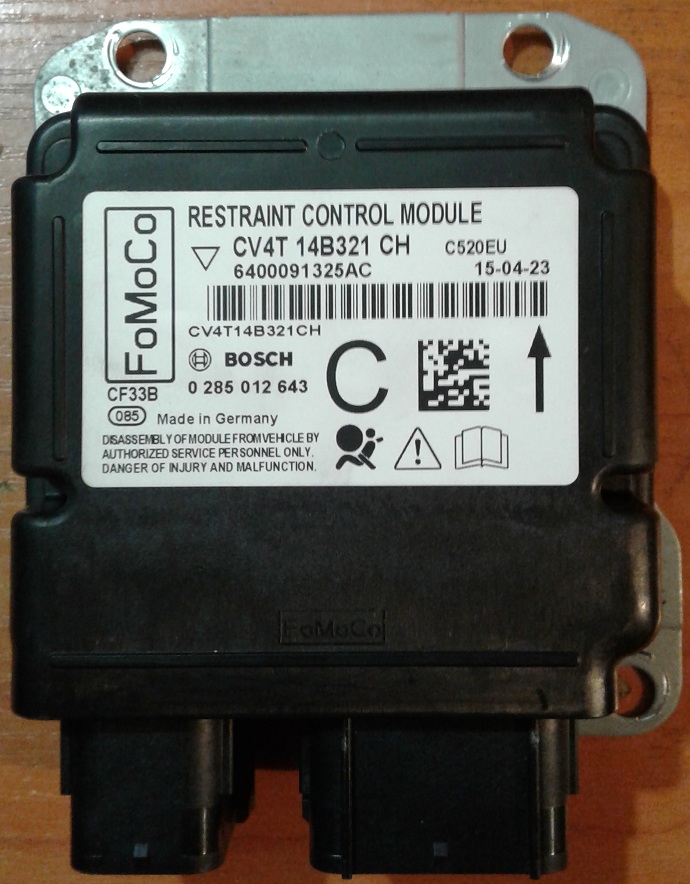 FoMoCo
RESTRAINT CONTROL MODULE
CV4T 14B321 CH C520EU
6400091325AC 15-04-23
CV4T14B321CH
BOSCH
0 285 012 643
C
CF33B
085 Made in Germany
DISASSEMBLY OF MODULE FROM VEHICLE BY
AUTHORIZED SERVICE PERSONNEL ONLY.
DANGER OF INJURY AND MALFUNCTION.
FoMoCo